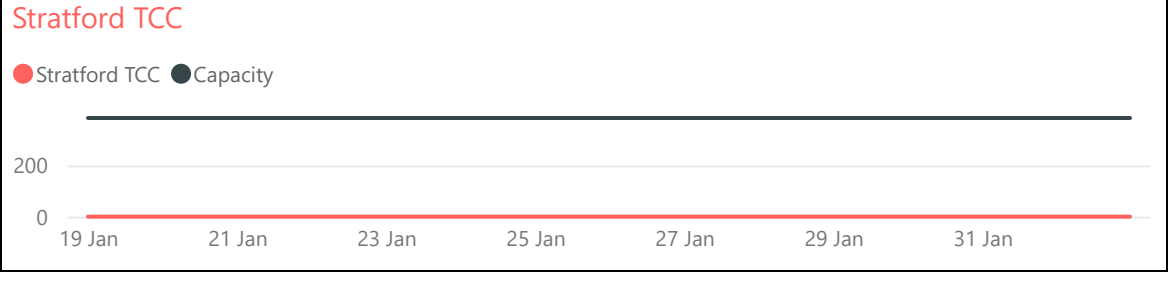 Stratford TCC
Stratford TCC Capacity
200
0
19 Jan 21 Jan 23 Jan 25 Jan 27 Jan 29 Jan 31 Jan